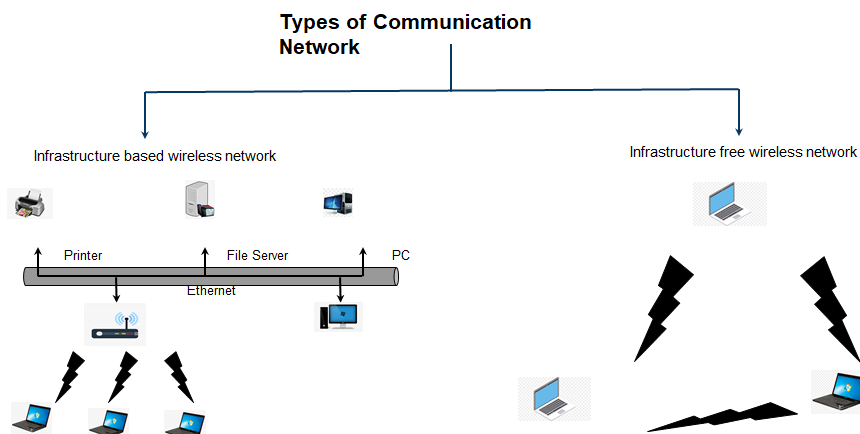 Types of Communication
Network
Infrastructure based wireless network
Infrastructure free wireless network
Printer
File Server
PC
Ethernet